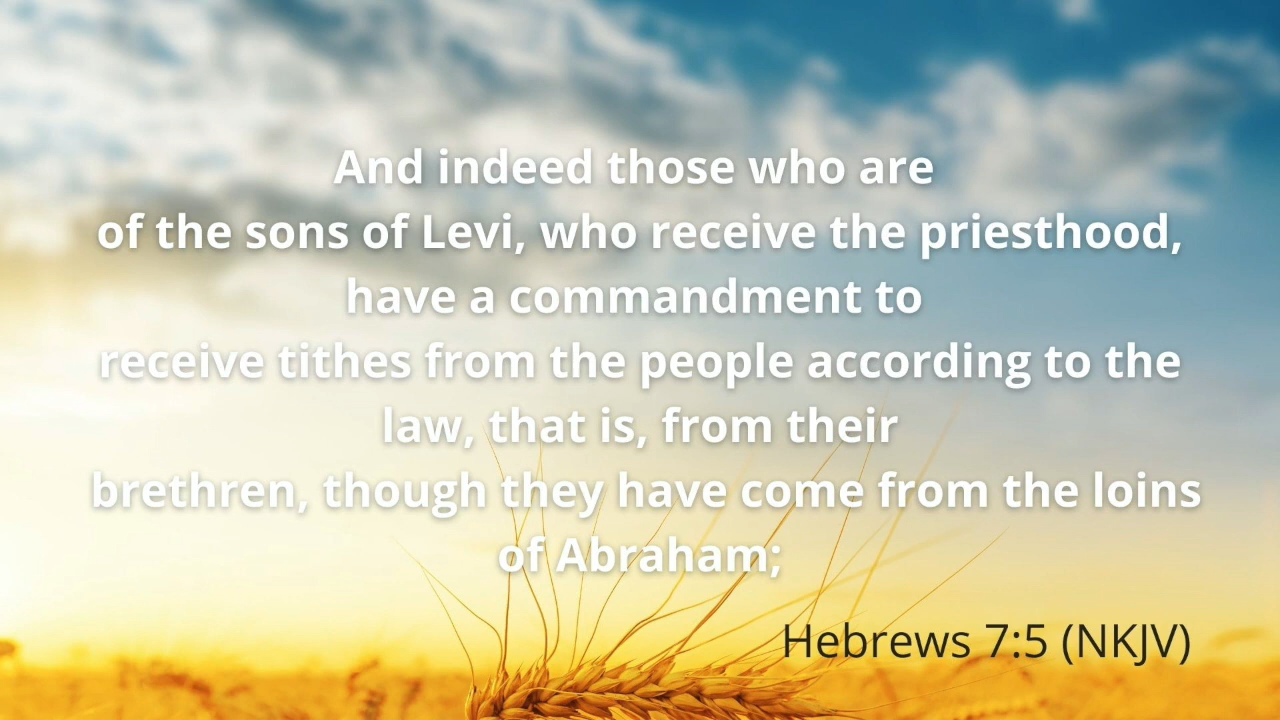 And indeed those who are
of the sons of Levi, who receive the priesthood,
have a commandment to
receive tithes from the people according to the
law, that is, from their
brethren, though they have come from the loins
of Abraham;
Hebrews 7:5 (NKJV)